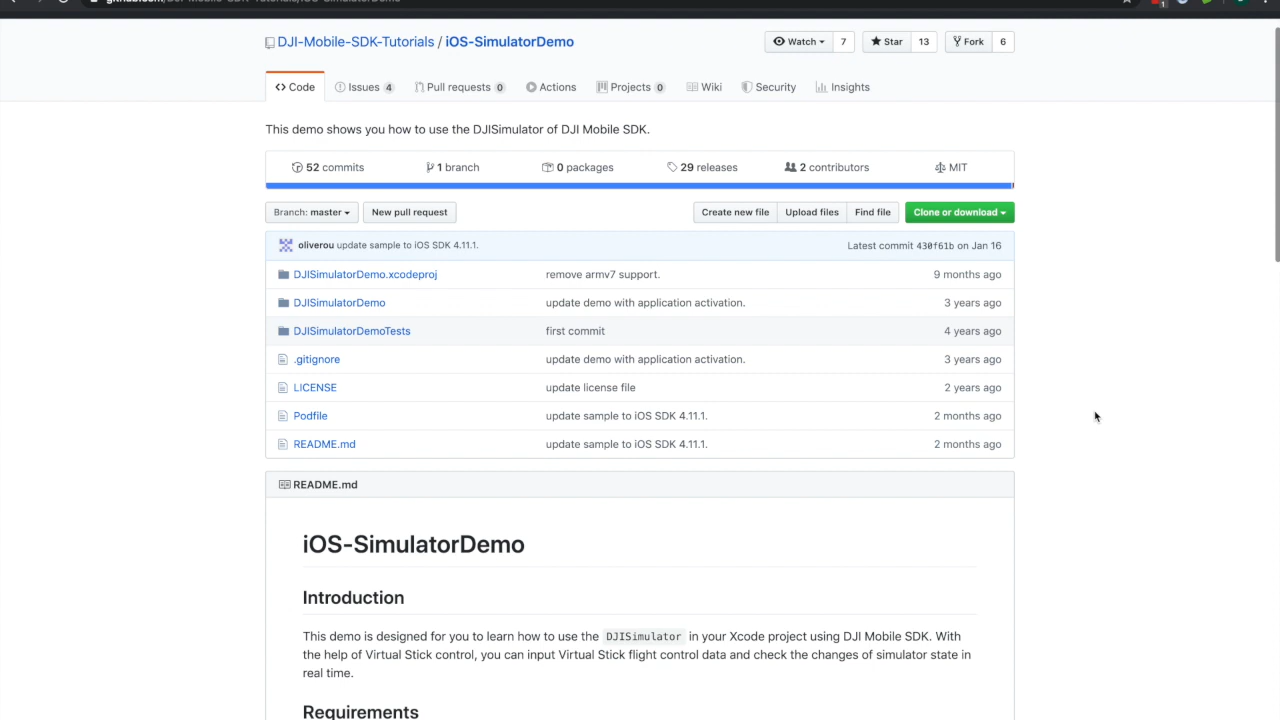 DJI-Mobile-SDK-Tutorials / iOS-SimulatorDemo
Watch 7 Star 13 Fork 6
Code Issues 4 Pull requests 0 Actions Projects 0 Wiki Security Insights
This demo shows you how to use the DJISimulator of DJI Mobile SDK.
52 commits 1 branch 0 packages 29 releases 2 contributors MIT
Branch: master New pull request Create new file Upload files Find file Clone or download
oliverou update sample to iOS SDK 4.11.1. Latest commit 430f61b on Jan 16
DJISimulatorDemo.xcodeproj remove armv7 support. 9 months ago
DJISimulatorDemo update demo with application activation. 3 years ago
DJISimulatorDemoTests first commit 4 years ago
.gitignore update demo with application activation. 3 years ago
LICENSE update license file 2 years ago
Podfile update sample to iOS SDK 4.11.1. 2 months ago
README.md update sample to iOS SDK 4.11.1. 2 months ago
README.md
iOS-SimulatorDemo
Introduction
This demo is designed for you to learn how to use the DJISimulator in your Xcode project using DJI Mobile SDK. With
the help of Virtual Stick control, you can input Virtual Stick flight control data and check the changes of simulator state in
real time.
Requirements